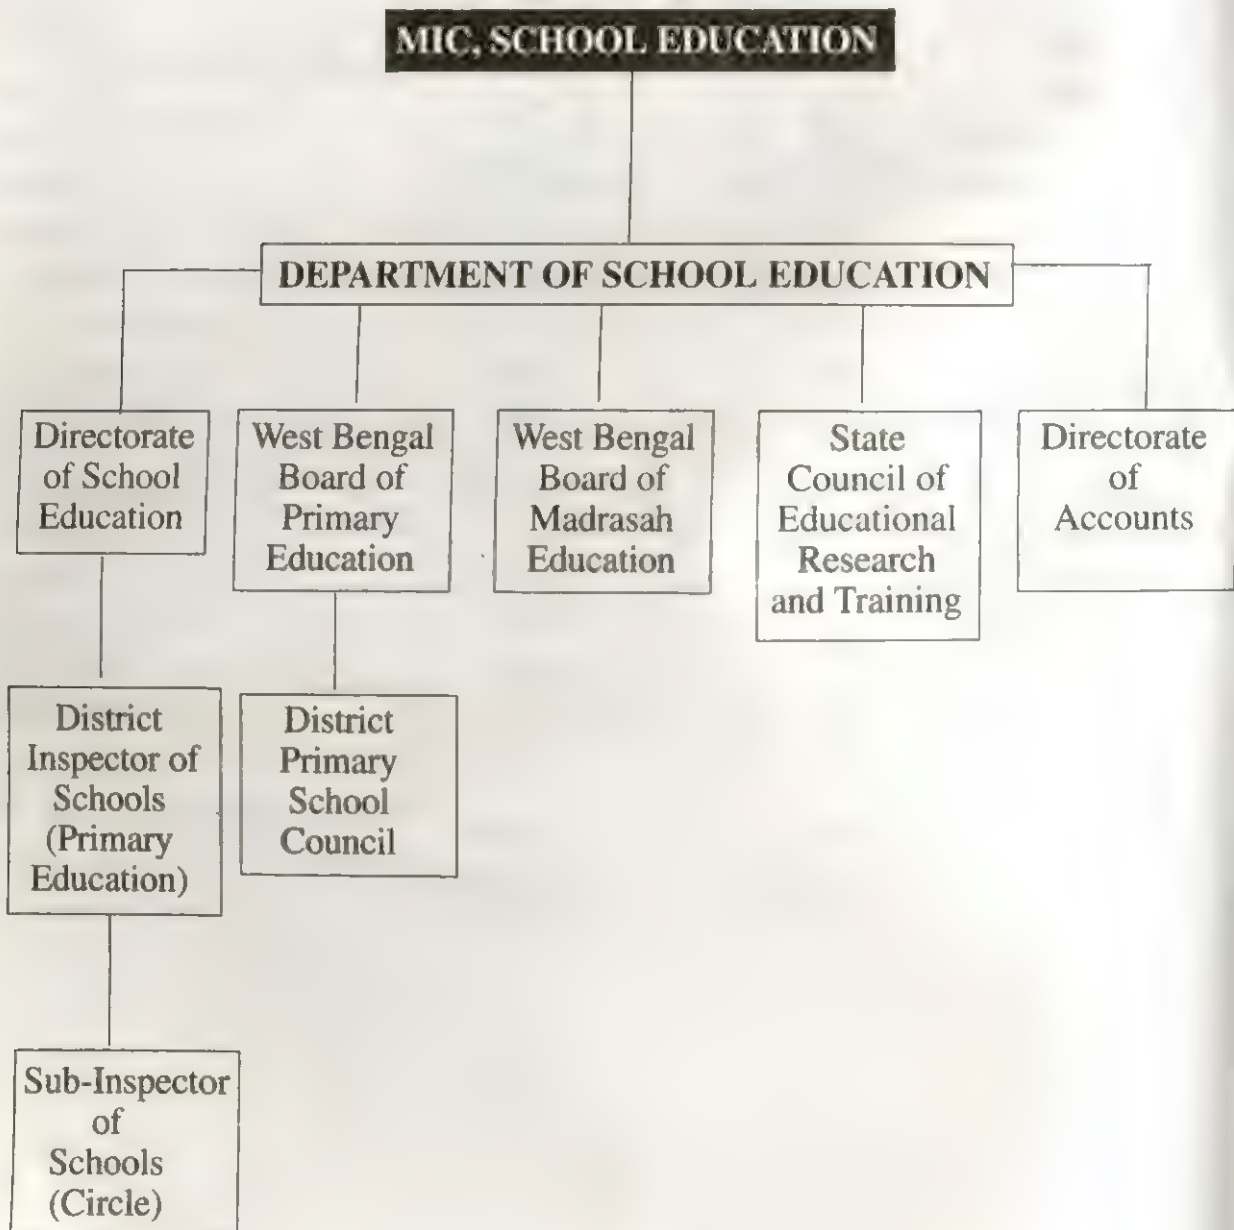 MIC, SCHOOL EDUCATION
DEPARTMENT OF SCHOOL EDUCATION
Directorate
of School
Education
West Bengal
Board of
Primary
Education
West Bengal
Board of
Madrasah
Education
State
Council of
Educational
Research
and Training
Directorate
of
Accounts
District
Inspector of
Schools
(Primary
Education)
District
Primary
School
Council
Sub-Inspector
of
Schools
(Circle)